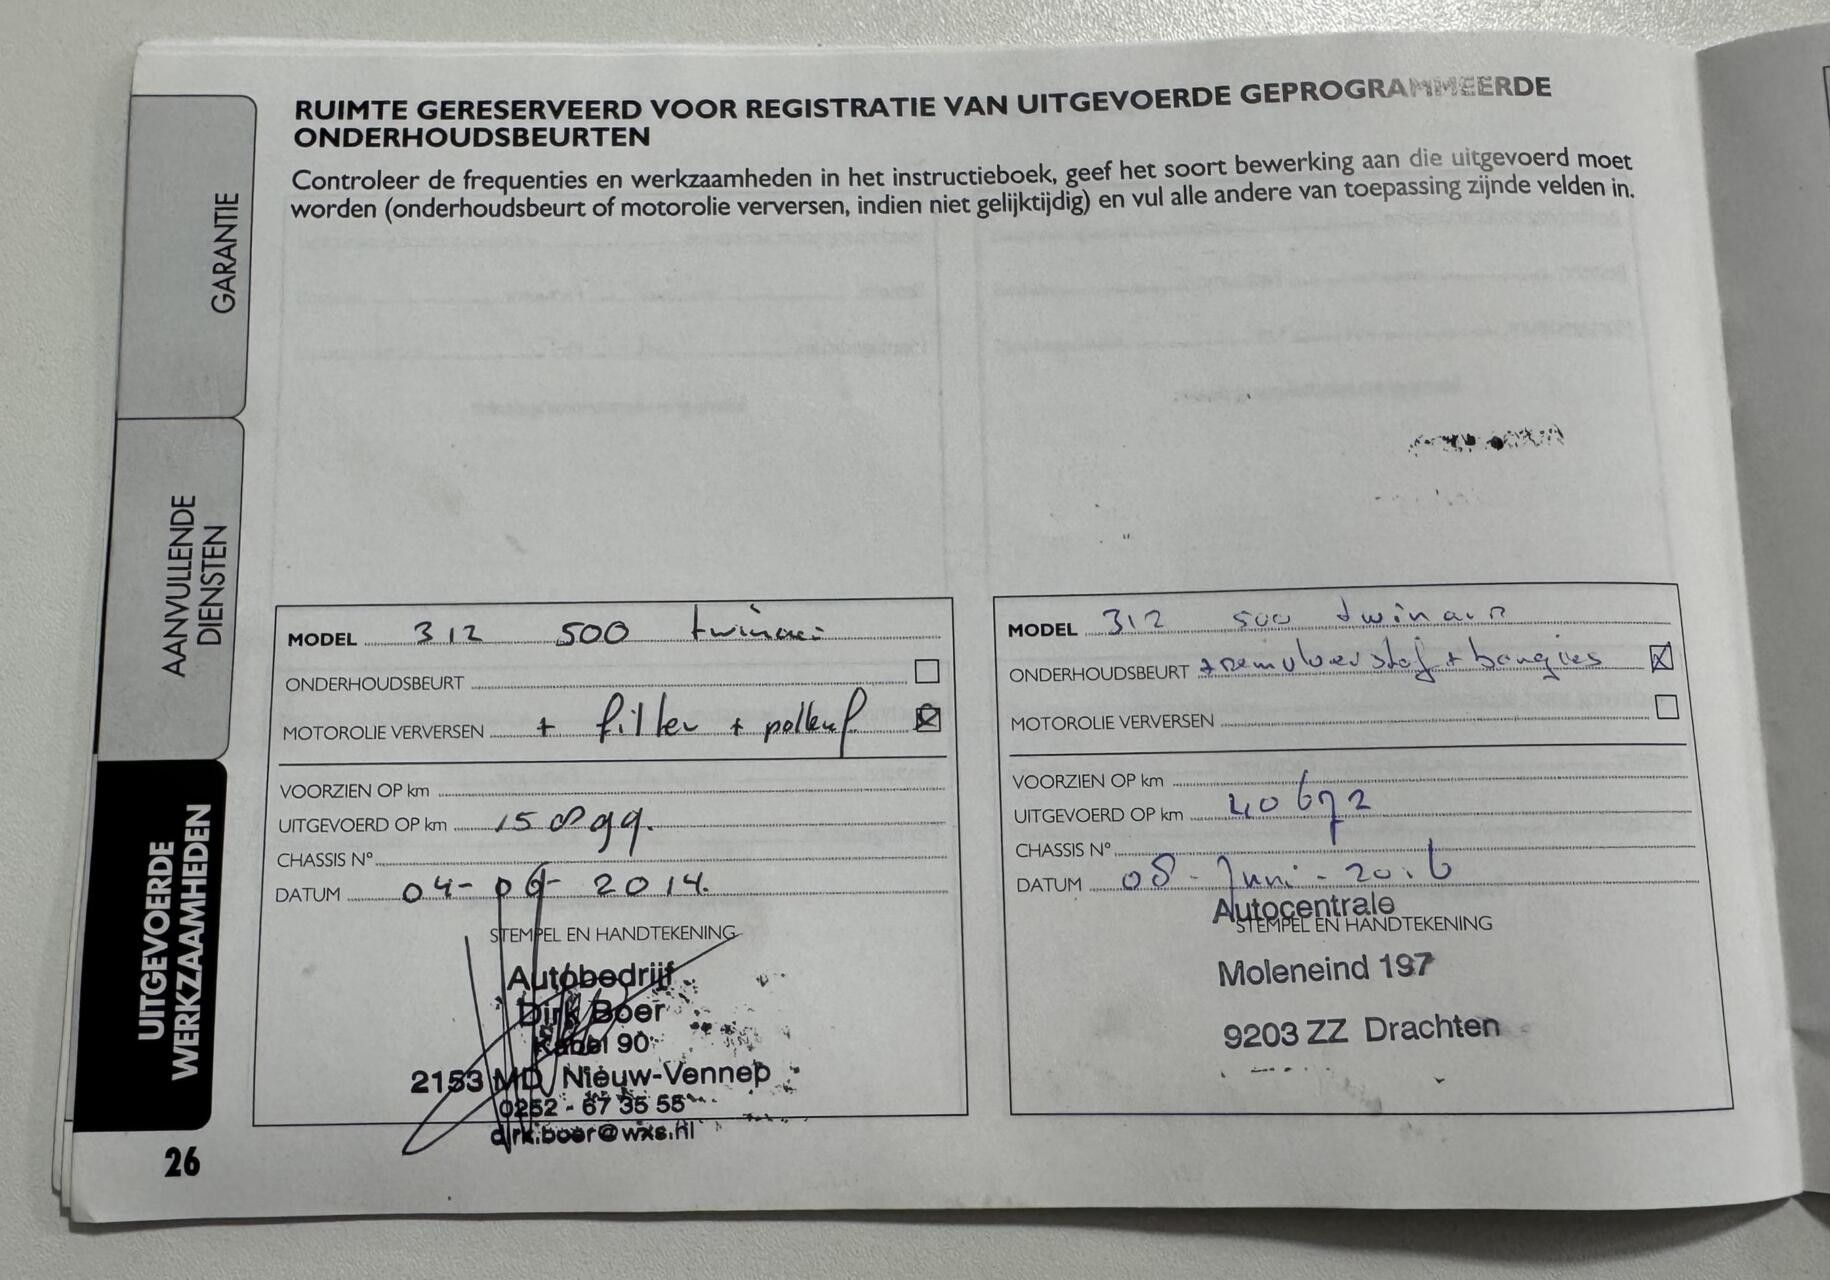 RUIMTE GERESERVEERD VOOR REGISTRATIE VAN UITGEVOERDE GEPROGRAMMEERDE
ONDERHOUDSBEURTEN
Controleer de frequenties en werkzaamheden in het instructieboek, geef het soort bewerking aan die uitgevoerd moet
worden (onderhoudsbeurt of motorolie verversen, indien niet gelijktijdig) en vul alle andere van toepassing zijnde velden in.
GARANTIE
AANVULLENDE
DIENSTEN
UITGEVOERDE
WERKZAAMHEDEN
MODEL 312 500 twinair
ONDERHOUDSBEURT
MOTOROLIE VERVERSEN + filter + pollenf
VOORZIEN OP km
UITGEVOERD OP km 15899.
CHASSIS N°
DATUM 04-06-2014.
STEMPEL EN HANDTEKENING
Autobedrijf
Dirk Boer
Kabel 90
2153 MD Nieuw-Vennep
0252 - 67 35 55
dirk.boer@wxs.nl
MODEL 312 500 twinair
ONDERHOUDSBEURT + remvloeistof + bougies
MOTOROLIE VERVERSEN
VOORZIEN OP km
UITGEVOERD OP km 40672
CHASSIS N°
DATUM 08-Juni-2016
Autocentrale
STEMPEL EN HANDTEKENING
Moleneind 197
9203 ZZ Drachten
26